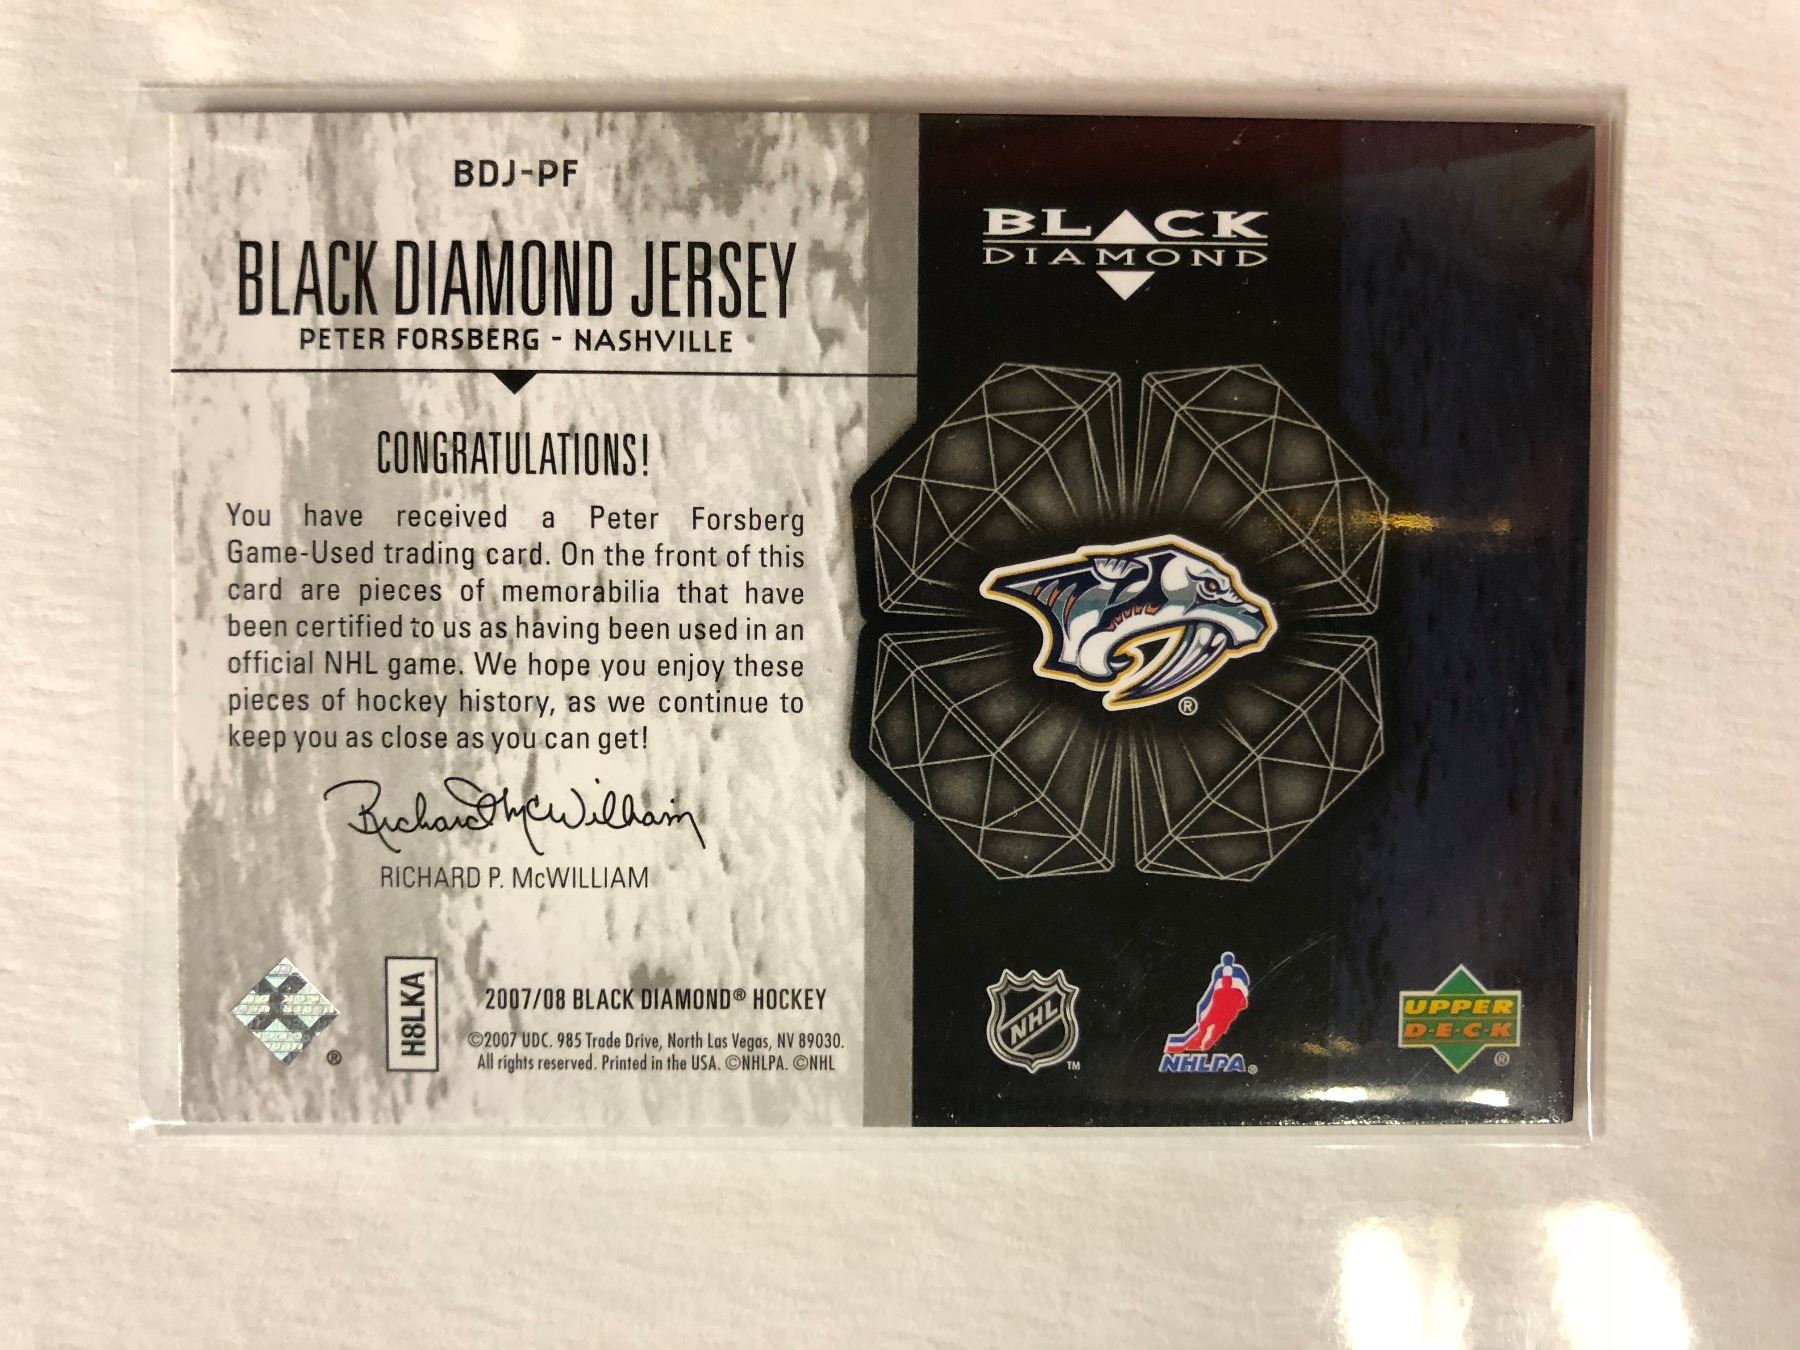 BDJ-PF
BLACK DIAMOND JERSEY
PETER FORSBERG - NASHVILLE
CONGRATULATIONS!
You have received a Peter Forsberg
Game-Used trading card. On the front of this
card are pieces of memorabilia that have
been certified to us as having been used in an
official NHL game. We hope you enjoy these
pieces of hockey history, as we continue to
keep you as close as you can get!
Richard McWilliam
RICHARD P. McWILLIAM
®
H8LKA
2007/08 BLACK DIAMOND® HOCKEY
©2007 UDC. 985 Trade Drive, North Las Vegas, NV 89030.
All rights reserved. Printed in the USA. ©NHLPA. ©NHL
BLACK
DIAMOND
®
NHL
™
NHLPA®
UPPER
D·E·C·K
®